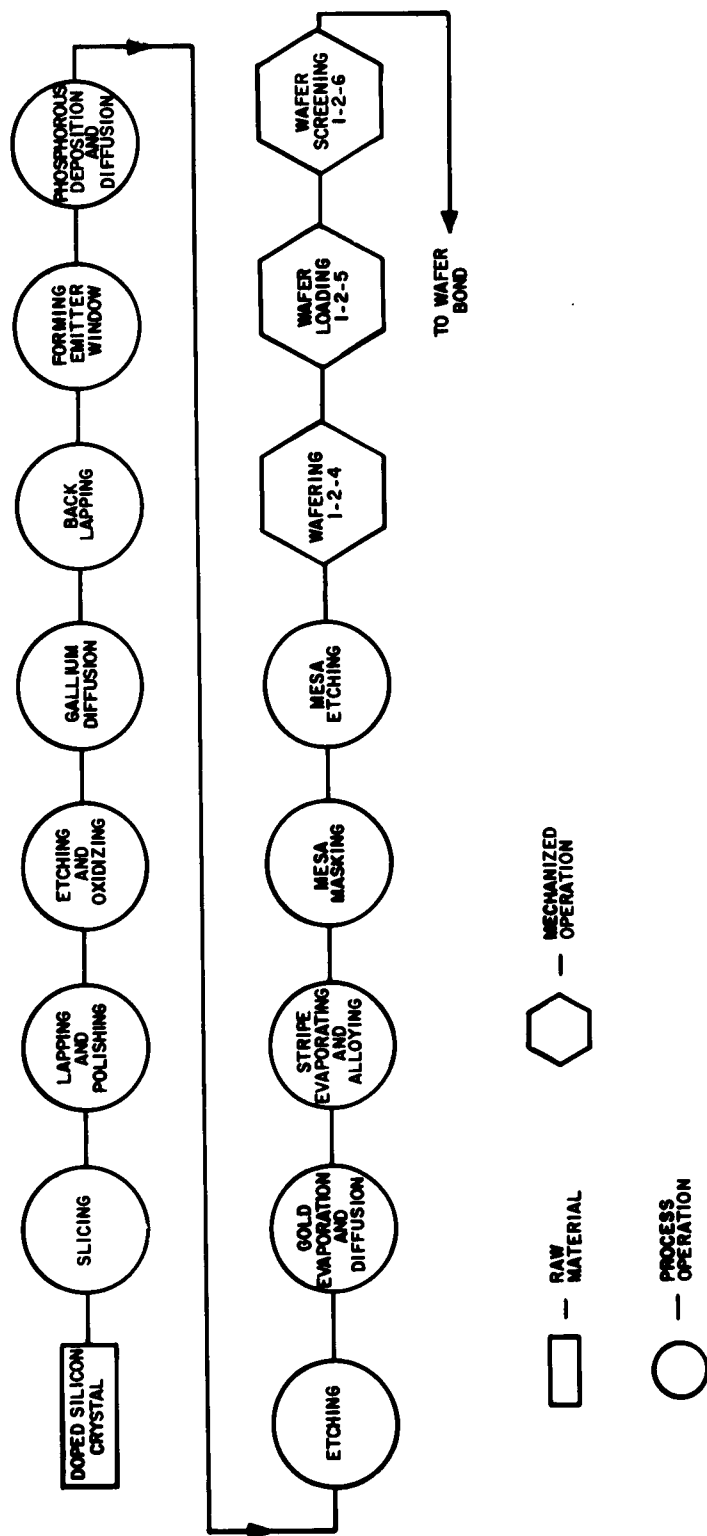 DOPED SILICON
CRYSTAL
SLICING
LAPPING
AND
POLISHING
ETCHING
AND
OXIDIZING
GALLIUM
DIFFUSION
BACK
LAPPING
FORMING
EMITTER
WINDOW
PHOSPHOROUS
DEPOSITION
AND
DIFFUSION
ETCHING
GOLD
EVAPORATION
AND
DIFFUSION
STRIPE
EVAPORATING
AND
ALLOYING
MESA
MASKING
MESA
ETCHING
WAFERING
1-2-4
WAFER
LOADING
1-2-5
WAFER
SCREENING
1-2-6
TO WAFER
BOND
— RAW
MATERIAL
— MECHANIZED
OPERATION
— PROCESS
OPERATION